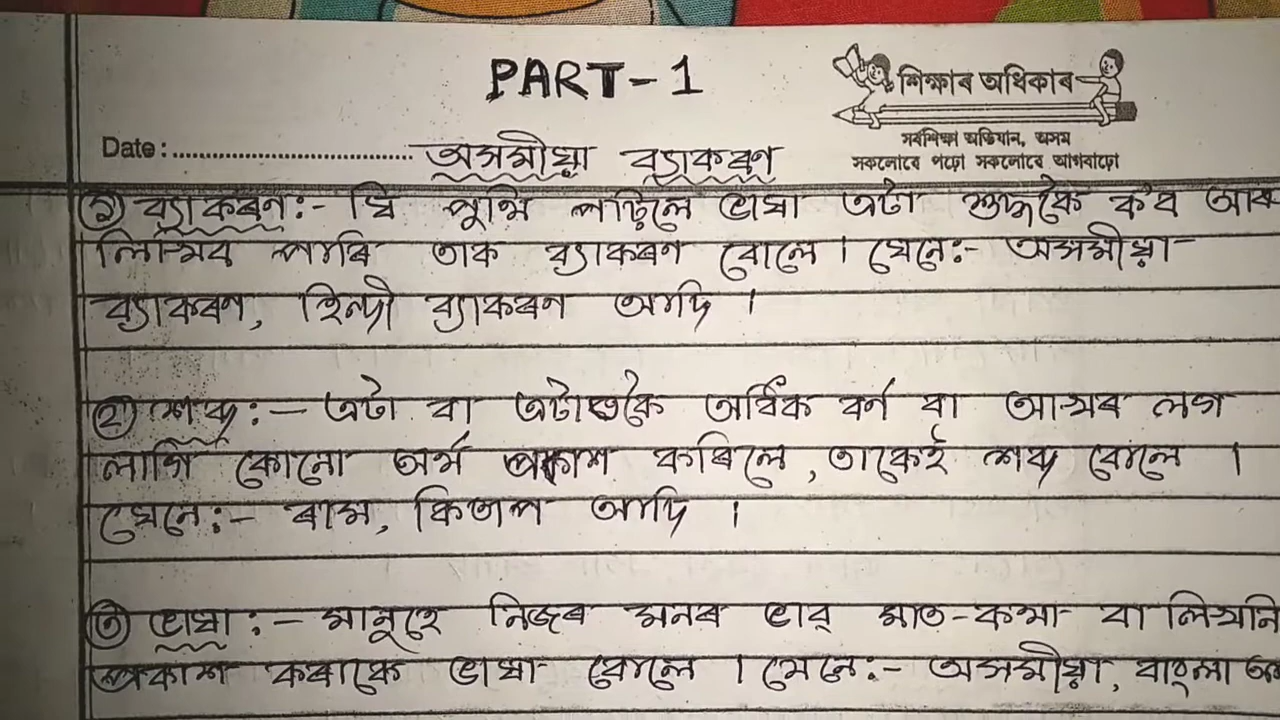 PART-1
শিক্ষাৰ অধিকাৰ
সৰ্বশিক্ষা অভিযান, অসম
সকলোৱে পঢ়ো সকলোৱে আগবাঢ়ো
Date:
অসমীয়া ব্যাকৰণ
১) ব্যাকৰণ:- যি পুথি পঢ়িলে ভাষা এটা শুদ্ধকৈ ক'ব আৰু
লিখিব পাৰি তাক ব্যাকৰণ বোলে। যেনে:- অসমীয়া
ব্যাকৰণ, হিন্দী ব্যাকৰণ আদি।
২) শব্দ:- এটা বা এটাতকৈ অধিক বৰ্ন বা আখৰ লগ
লাগি কোনো অৰ্থ প্ৰকাশ কৰিলে, তাকেই শব্দ বোলে।
যেনে:- ৰাম, কিতাপ আদি।
৩) ভাষা:- মানুহে নিজৰ মনৰ ভাব্ মাত-কথা বা লিখনি
প্ৰকাশ কৰাকে ভাষা বোলে। যেনে:- অসমীয়া, বাংলা